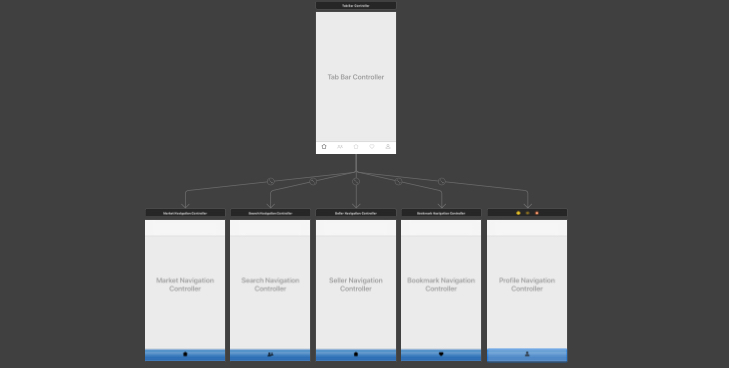 Tab Bar Controller
Tab Bar Controller
Market Navigation Controller
Search Navigation Controller
Seller Navigation Controller
Bookmark Navigation Controller
Market Navigation
Controller
Search Navigation
Controller
Seller Navigation
Controller
Bookmark Navigation
Controller
Profile Navigation
Controller